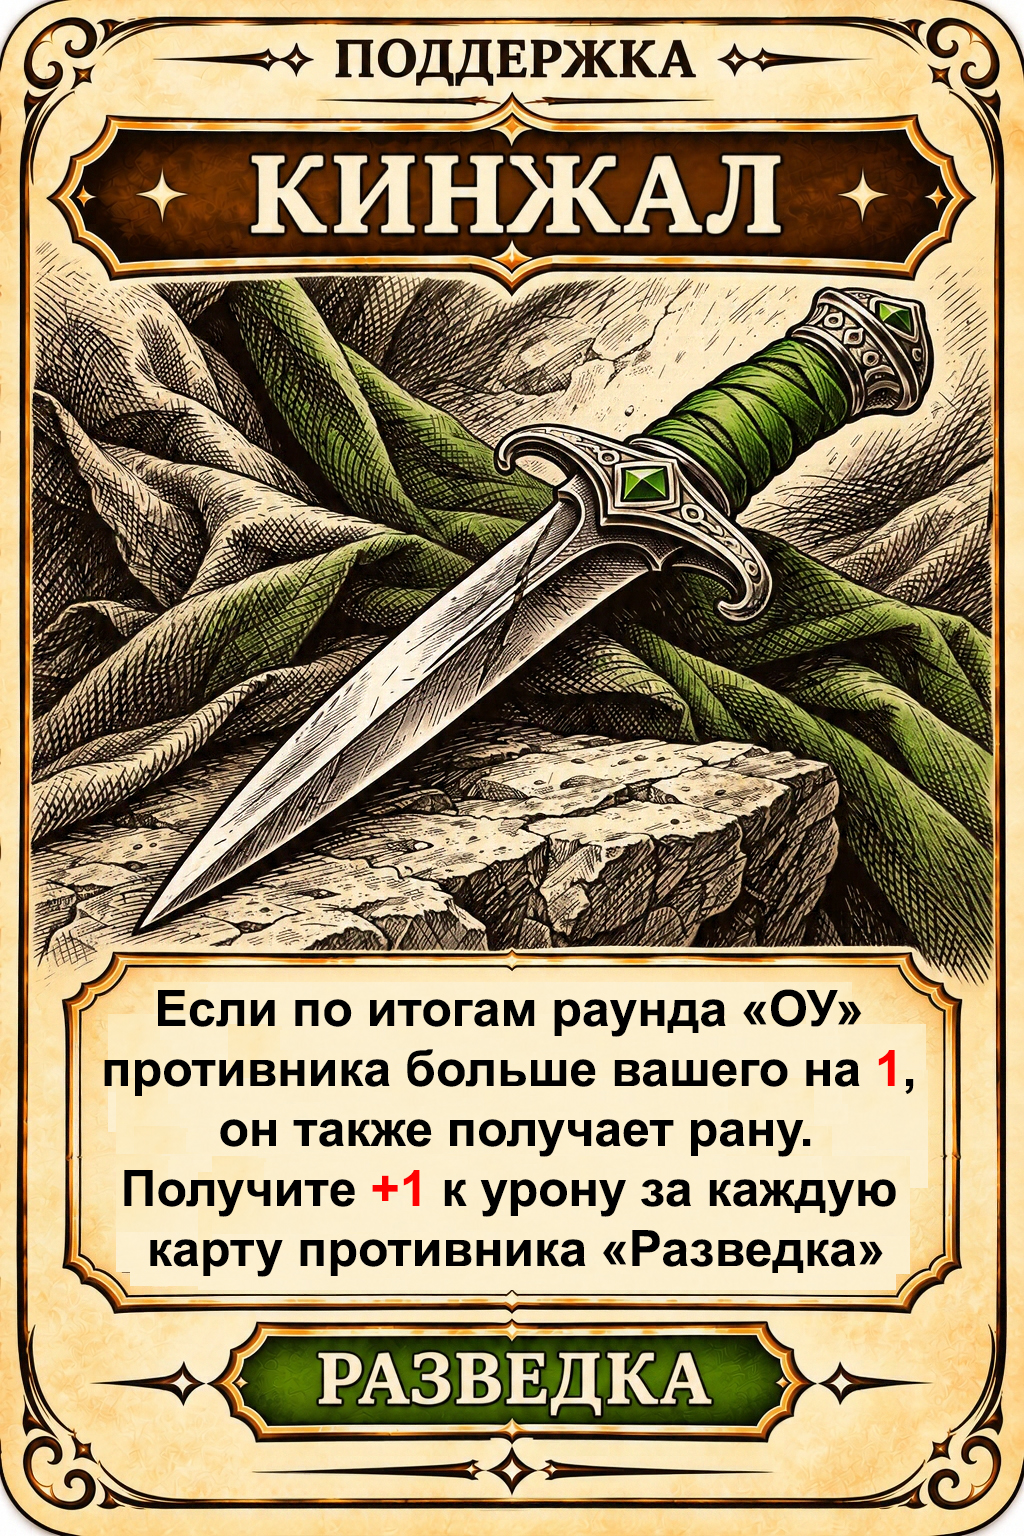 ПОДДЕРЖКА
КИНЖАЛ
Если по итогам раунда «ОУ»
противника больше вашего на 1,
он также получает рану.
Получите +1 к урону за каждую
карту противника «Разведка»
РАЗВЕДКА